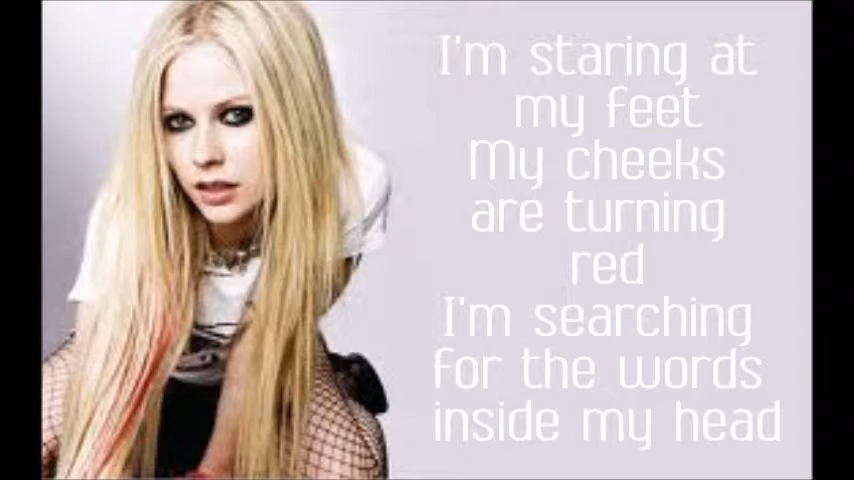 I'm staring at
my feet
My cheeks
are turning
red
I'm searching
for the words
inside my head